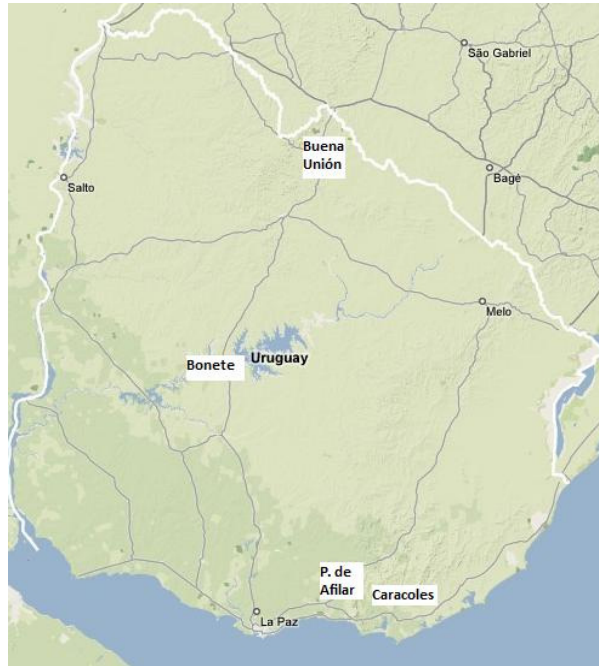 São Gabriel
Buena
Unión
Bagé
Salto
Melo
Uruguay
Bonete
P. de
Afilar
Caracoles
La Paz